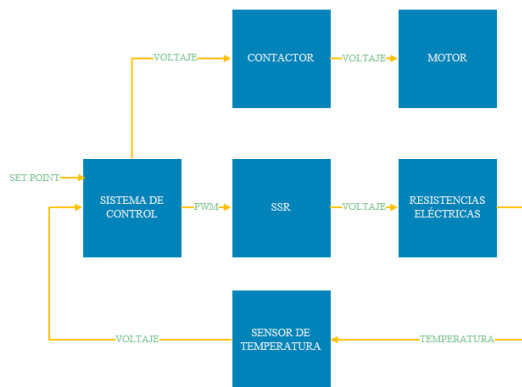 VOLTAJE
CONTACTOR
VOLTAJE
MOTOR
SET POINT
SISTEMA DE
CONTROL
PWM
SSR
VOLTAJE
RESISTENCIAS
ELÉCTRICAS
VOLTAJE
SENSOR DE
TEMPERATURA
TEMPERATURA